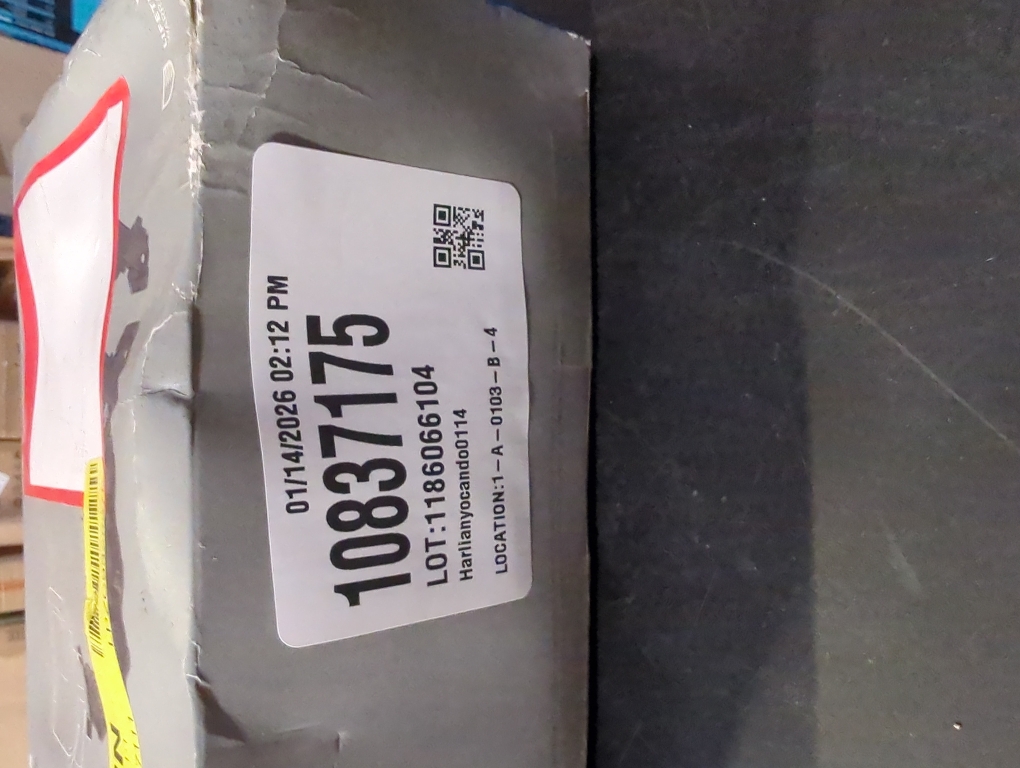 01/14/2026 02:12 PM
10837175
LOT:1186066104
Harlianyocando0114
LOCATION:1-A-0103-B-4